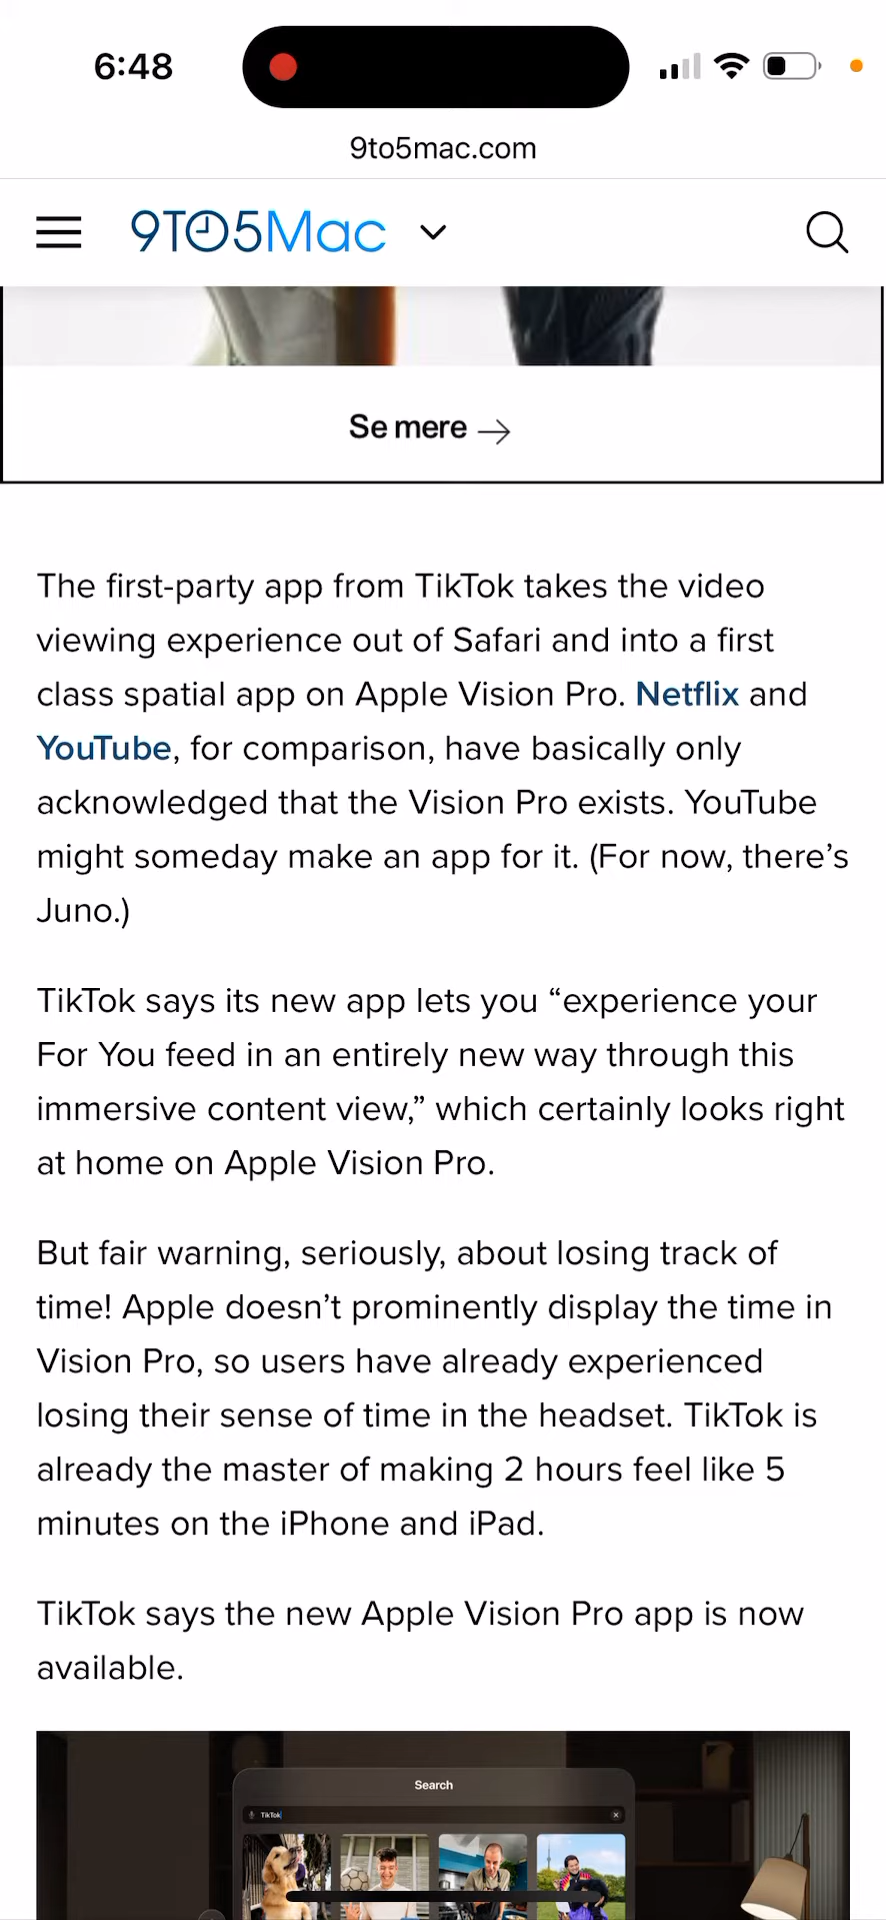 6:48
9to5mac.com
9TO5Mac
Se mere →
The first-party app from TikTok takes the video
viewing experience out of Safari and into a first
class spatial app on Apple Vision Pro. Netflix and
YouTube, for comparison, have basically only
acknowledged that the Vision Pro exists. YouTube
might someday make an app for it. (For now, there’s
Juno.)
TikTok says its new app lets you “experience your
For You feed in an entirely new way through this
immersive content view,” which certainly looks right
at home on Apple Vision Pro.
But fair warning, seriously, about losing track of
time! Apple doesn’t prominently display the time in
Vision Pro, so users have already experienced
losing their sense of time in the headset. TikTok is
already the master of making 2 hours feel like 5
minutes on the iPhone and iPad.
TikTok says the new Apple Vision Pro app is now
available.
Search
TikTok